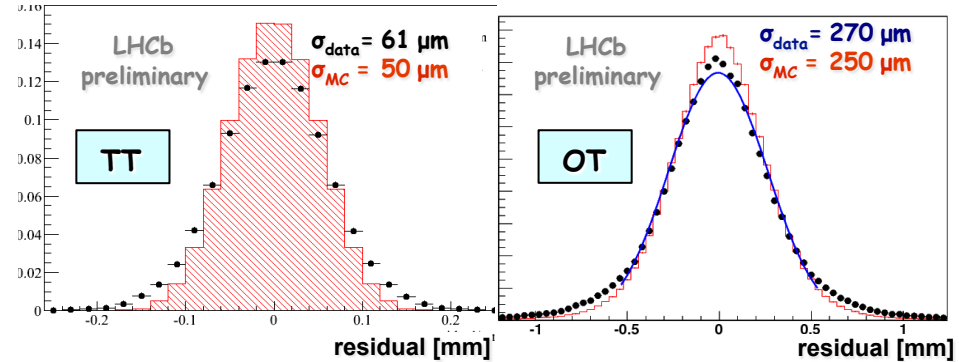 0.16
0.14
0.12
0.1
0.08
0.06
0.04
0.02
0
-0.2
-0.1
0
0.1
0.2
LHCb
preliminary
σdata= 61 μm
σMC = 50 μm
TT
residual [mm]
LHCb
preliminary
σdata = 270 μm
σMC = 250 μm
OT
-1
-0.5
0
0.5
1
residual [mm]